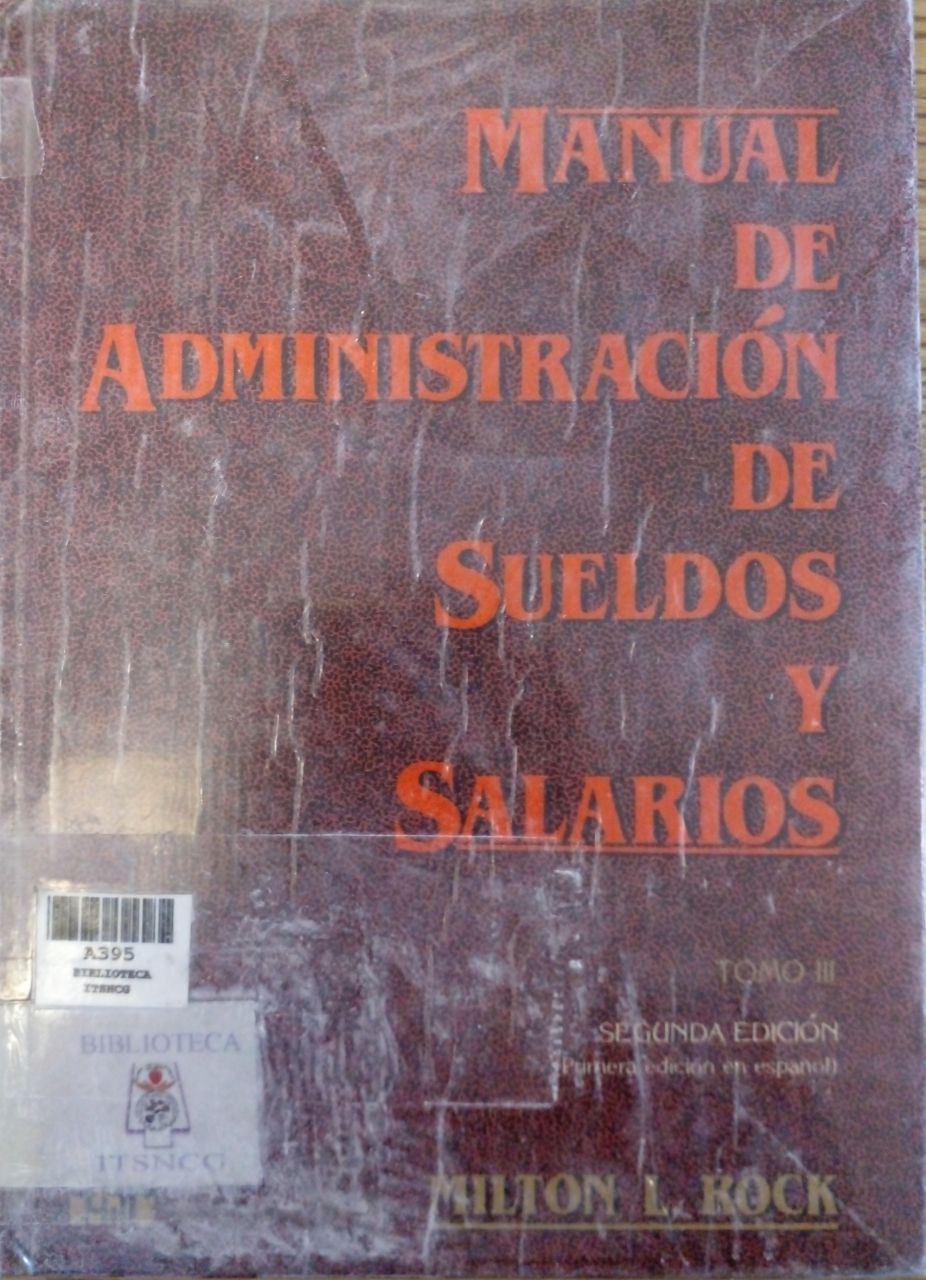 MANUAL
DE
ADMINISTRACIÓN
DE
SUELDOS
Y
SALARIOS
TOMO III
SEGUNDA EDICIÓN
(Primera edición en español)
MILTON L. ROCK
A395
BIBLIOTECA
ITSNCG
BIBLIOTECA
ITSNCG